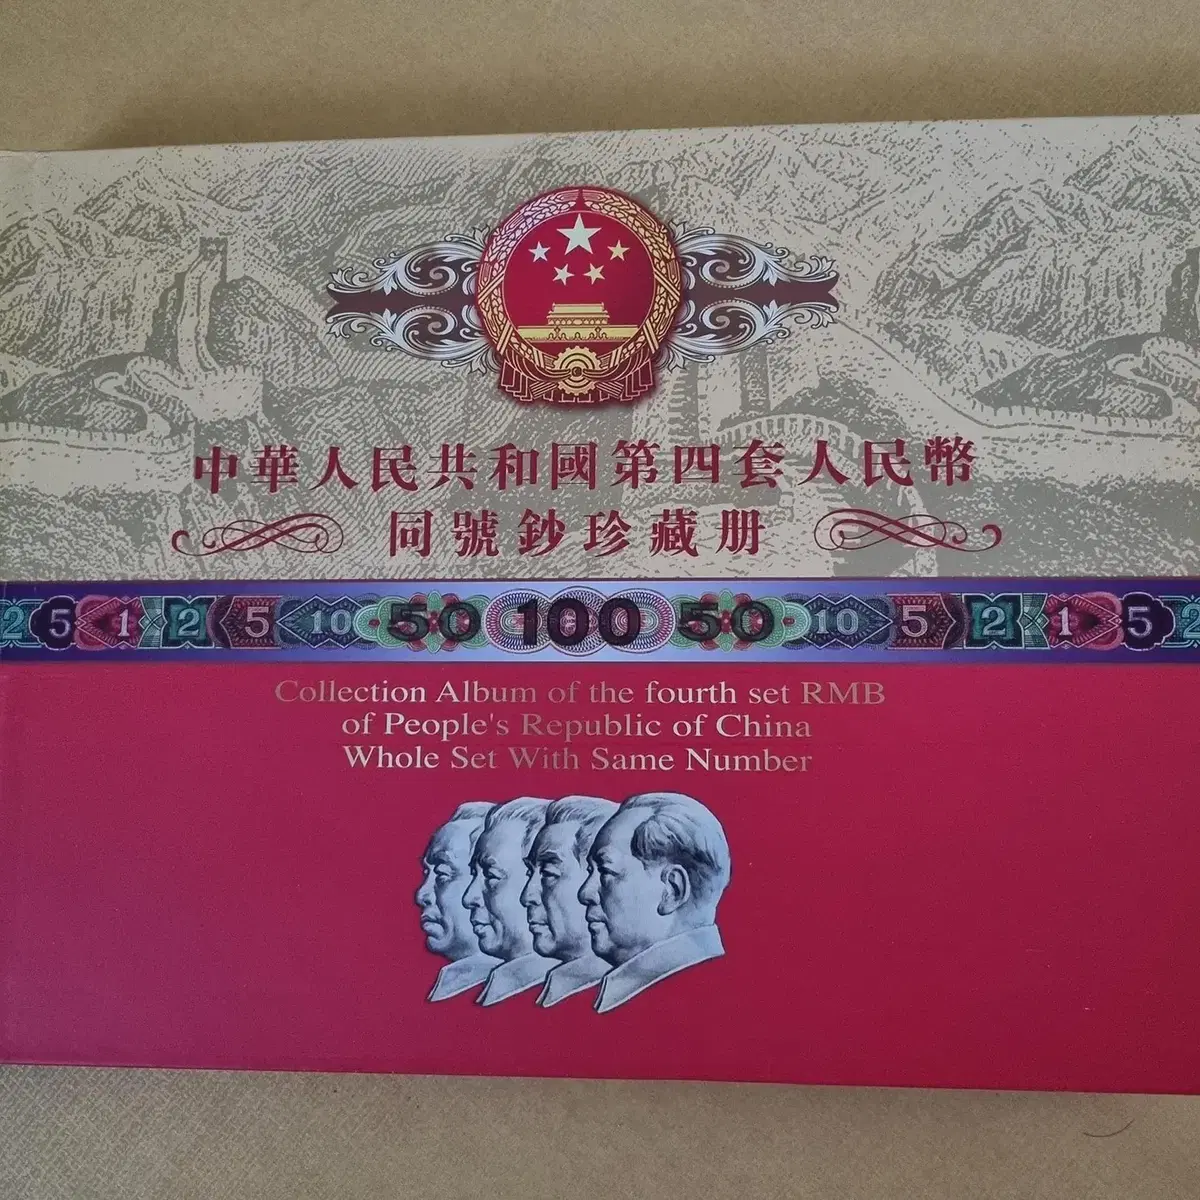 中華人民共和國第四套人民幣
同號鈔珍藏册
2 5 1 2 5 10 50 100 50 10 5 2 1 5 2
Collection Album of the fourth set RMB
of People's Republic of China
Whole Set With Same Number